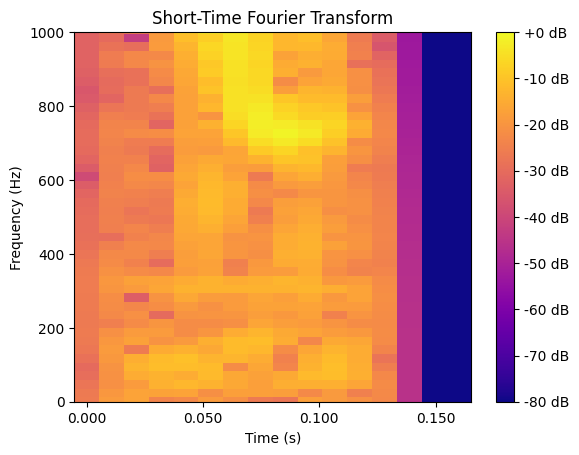 Short-Time Fourier Transform
1000
800
600
400
200
0
Frequency (Hz)
0.000
0.050
0.100
0.150
Time (s)
+0 dB
-10 dB
-20 dB
-30 dB
-40 dB
-50 dB
-60 dB
-70 dB
-80 dB